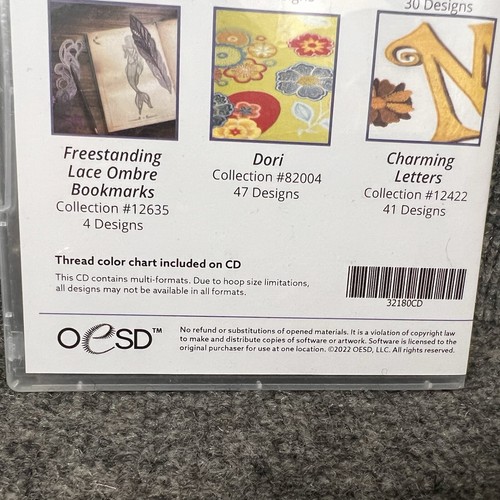 30 Designs
Freestanding
Lace Ombre
Bookmarks
Collection #12635
4 Designs
Dori
Collection #82004
47 Designs
Charming
Letters
Collection #12422
41 Designs
Thread color chart included on CD
This CD contains multi-formats. Due to hoop size limitations,
all designs may not be available in all formats.
32180CD
OESD™
No refund or substitutions of opened materials. It is a violation of copyright law
to make and distribute copies of software or artwork. Software is licensed to the
original purchaser for use at one location. ©2022 OESD, LLC. All rights reserved.